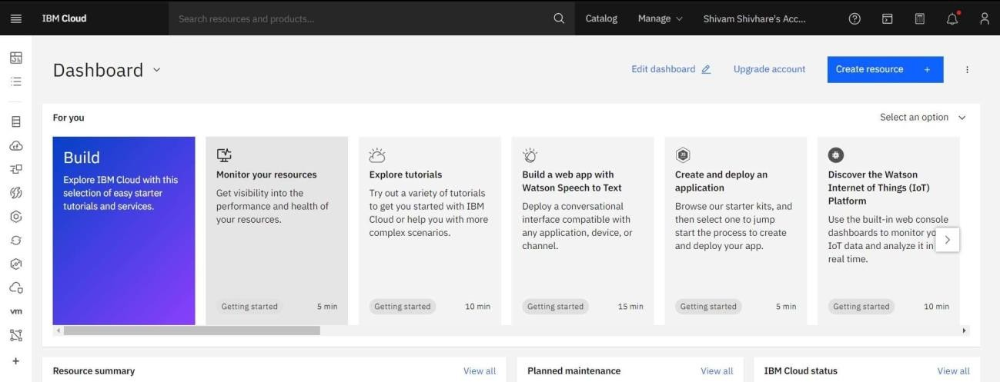 IBM Cloud
Search resources and products...
Catalog
Manage
Shivam Shivhare's Acc...
Dashboard
Edit dashboard
Upgrade account
Create resource +
For you
Select an option
Build
Explore IBM Cloud with this
selection of easy starter
tutorials and services.
Monitor your resources
Get visibility into the
performance and health of
your resources.
Getting started
5 min
Explore tutorials
Try out a variety of tutorials
to get you started with IBM
Cloud or help you with more
complex scenarios.
Getting started
10 min
Build a web app with
Watson Speech to Text
Deploy a conversational
interface compatible with
any application, device, or
channel.
Getting started
15 min
Create and deploy an
application
Browse our starter kits, and
then select one to jump
start the process to create
and deploy your app.
Getting started
5 min
Discover the Watson
Internet of Things (IoT)
Platform
Use the built-in web console
dashboards to monitor
IoT data and analyze it in
real time.
Getting started
10 min
vm
+
Resource summary
View all
Planned maintenance
View all
IBM Cloud status
View all